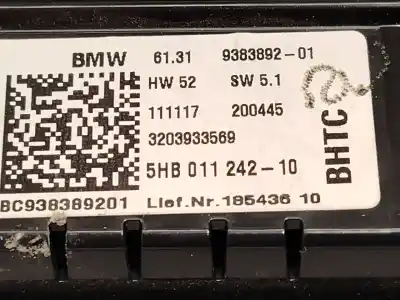 BMW 61.31 9383892-01
HW 52 SW 5.1
111117 200445
3203933569
5HB 011 242-10
BC938389201 Lief.Nr.185436 10
BHTC